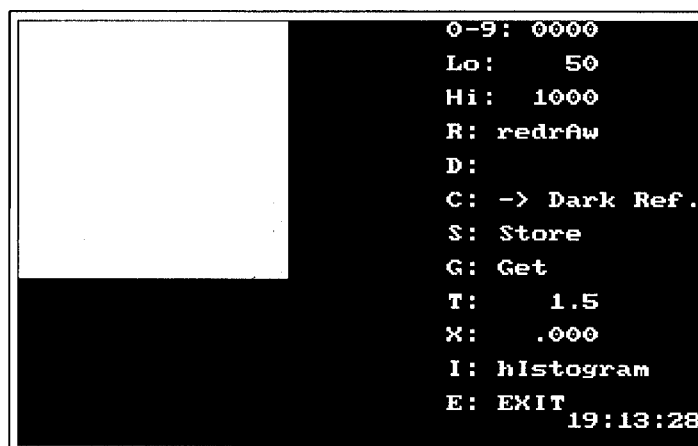 0-9: 0000
Lo: 50
Hi: 1000
R: redrAw
D:
C: -> Dark Ref.
S: Store
G: Get
T: 1.5
X: .000
I: hIstogram
E: EXIT
19:13:28